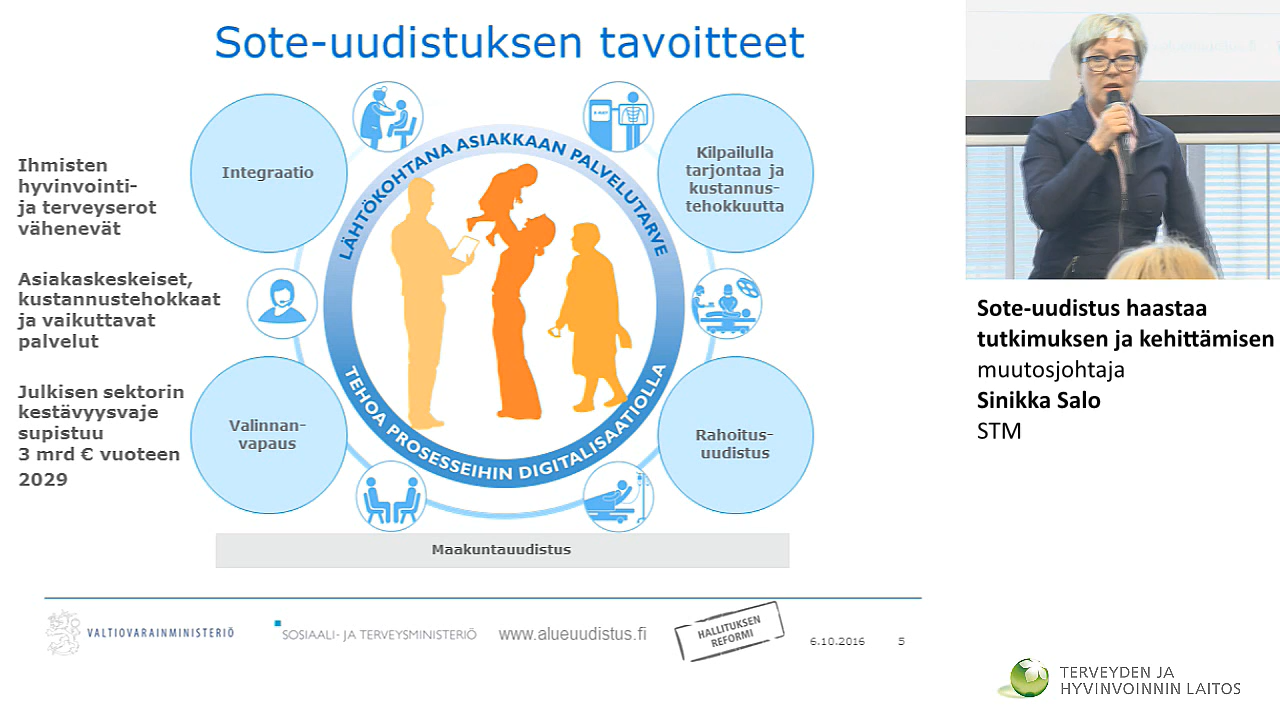 Sote-uudistuksen tavoitteet
Ihmisten
hyvinvointi-
ja terveyserot
vähenevät
Asiakaskeskeiset,
kustannustehokkaat
ja vaikuttavat
palvelut
Julkisen sektorin
kestävyysvaje
supistuu
3 mrd € vuoteen
2029
Integraatio
Kilpailulla
tarjontaa ja
kustannus-
tehokkuutta
LÄHTÖKOHTANA ASIAKKAAN PALVELUTARVE
TEHOA PROSESSEIHIN DIGITALISAATIOLLA
Valinnan-
vapaus
Rahoitus-
uudistus
Maakuntauudistus
VALTIOVARAINMINISTERIÖ
SOSIAALI- JA TERVEYSMINISTERIÖ
www.alueuudistus.fi
HALLITUKSEN
REFORMI
6.10.2016
5
Sote-uudistus haastaa
tutkimuksen ja kehittämisen
muutosjohtaja
Sinikka Salo
STM
TERVEYDEN JA
HYVINVOINNIN LAITOS